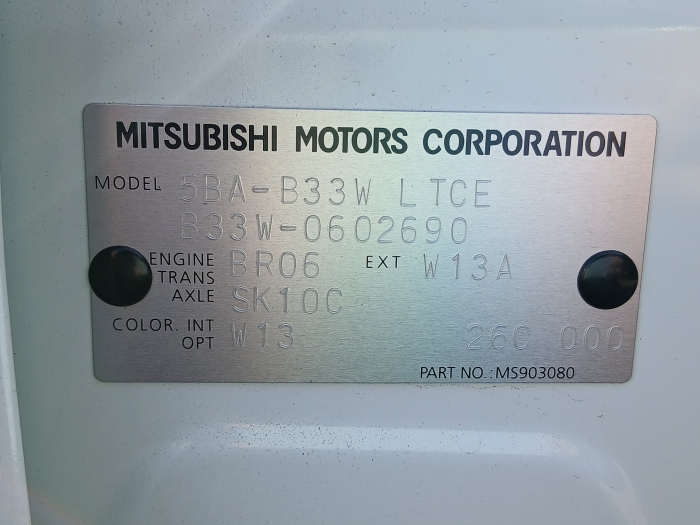 MITSUBISHI MOTORS CORPORATION
MODEL 5BA-B33W LTCE
B33W-0602690
ENGINE BR06 EXT W13A
TRANS
AXLE SK10C
COLOR. INT W13 26C 000
OPT
PART NO.:MS903080